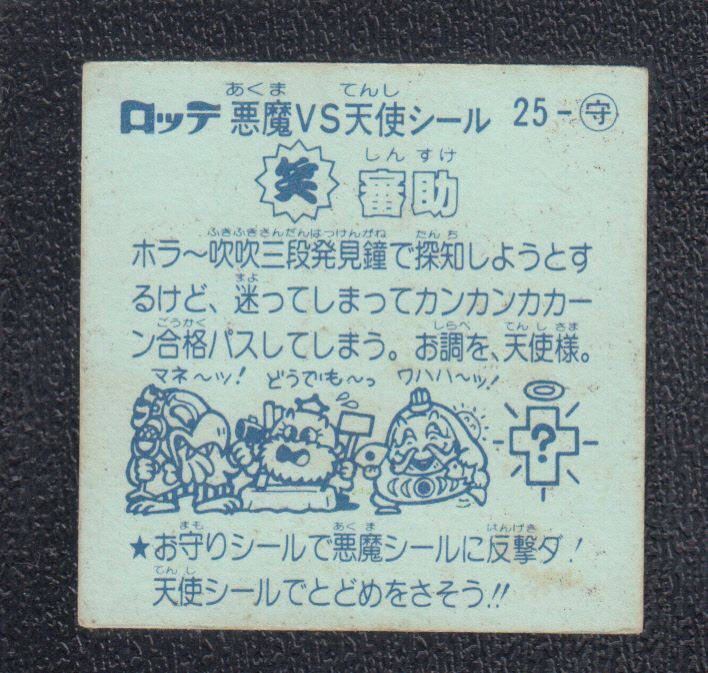 あくま てんし
ロッテ 悪魔VS天使シール 25-守
しんすけ
笑 審助
ふきふきさんだんはっけんがね たんち
ホラ〜吹吹三段発見鐘で探知しようとす
まよ
るけど、迷ってしまってカンカンカカー
ごうかく しらべ てんしさま
ン合格パスしてしまう。お調を、天使様。
マネ〜ッ! どうでも〜っ ワハハ〜ッ!
?
まも あくま はんげき
★お守りシールで悪魔シールに反撃ダ!
てんし
天使シールでとどめをさそう!!